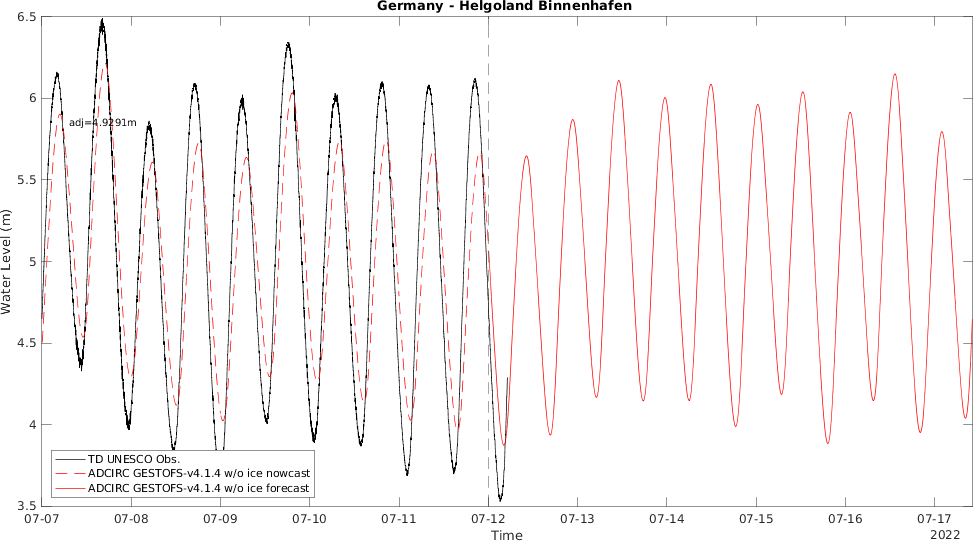 Germany - Helgoland Binnenhafen
6.5
6
5.5
5
4.5
4
3.5
Water Level (m)
adj=4.9291m
TD UNESCO Obs.
ADCIRC GESTOFS-v4.1.4 w/o ice nowcast
ADCIRC GESTOFS-v4.1.4 w/o ice forecast
07-07 07-08 07-09 07-10 07-11 07-12 07-13 07-14 07-15 07-16 07-17
Time
2022